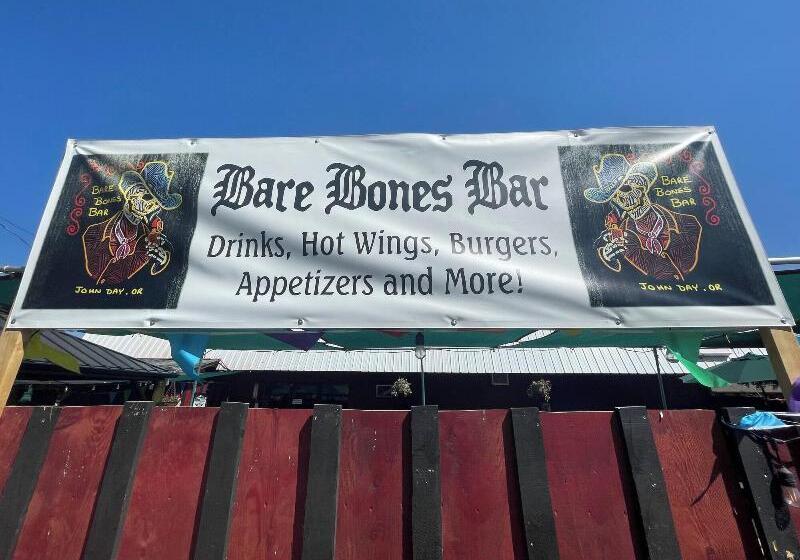 Bare Bones Bar
Drinks, Hot Wings, Burgers,
Appetizers and More!
BARE
BONES
BAR
JOHN DAY, OR
BARE
BONES
BAR
JOHN DAY, OR